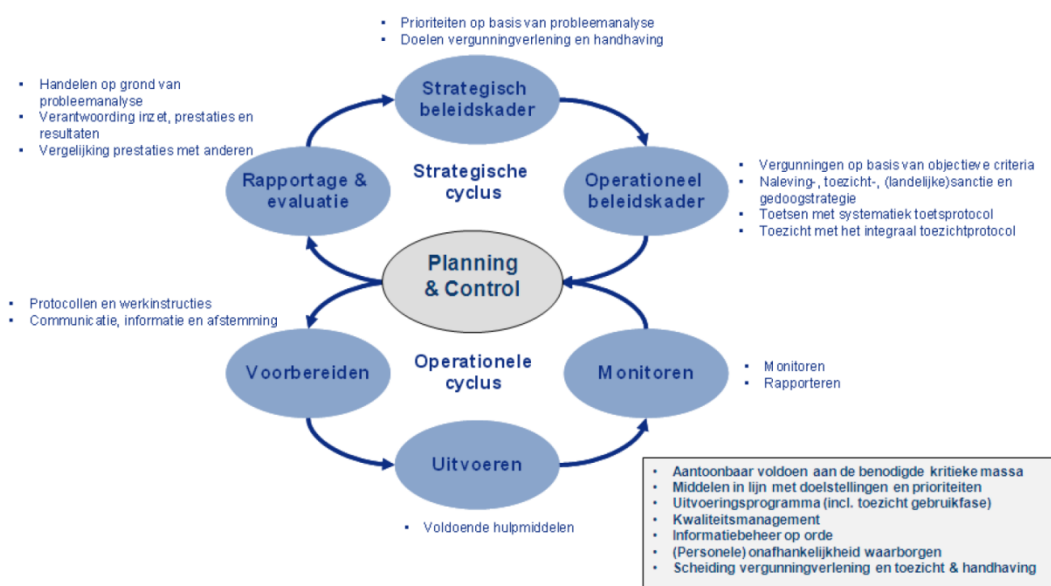 ▪ Prioriteiten op basis van probleemanalyse
▪ Doelen vergunningverlening en handhaving
Strategisch
beleidskader
▪ Handelen op grond van
probleemanalyse
▪ Verantwoording inzet, prestaties en
resultaten
▪ Vergelijking prestaties met anderen
Rapportage &
evaluatie
Strategische
cyclus
Operationeel
beleidskader
▪ Vergunningen op basis van objectieve criteria
▪ Naleving-, toezicht-, (landelijke)sanctie en
gedoogstrategie
▪ Toetsen met systematiek toetsprotocol
▪ Toezicht met het integraal toezichtprotocol
Planning
& Control
▪ Protocollen en werkinstructies
▪ Communicatie, informatie en afstemming
Voorbereiden
Operationele
cyclus
Monitoren
▪ Monitoren
▪ Rapporteren
Uitvoeren
▪ Voldoende hulpmiddelen
• Aantoonbaar voldoen aan de benodigde kritieke massa
• Middelen in lijn met doelstellingen en prioriteiten
• Uitvoeringsprogramma (incl. toezicht gebruikfase)
• Kwaliteitsmanagement
• Informatiebeheer op orde
• (Personele) onafhankelijkheid waarborgen
• Scheiding vergunningverlening en toezicht & handhaving